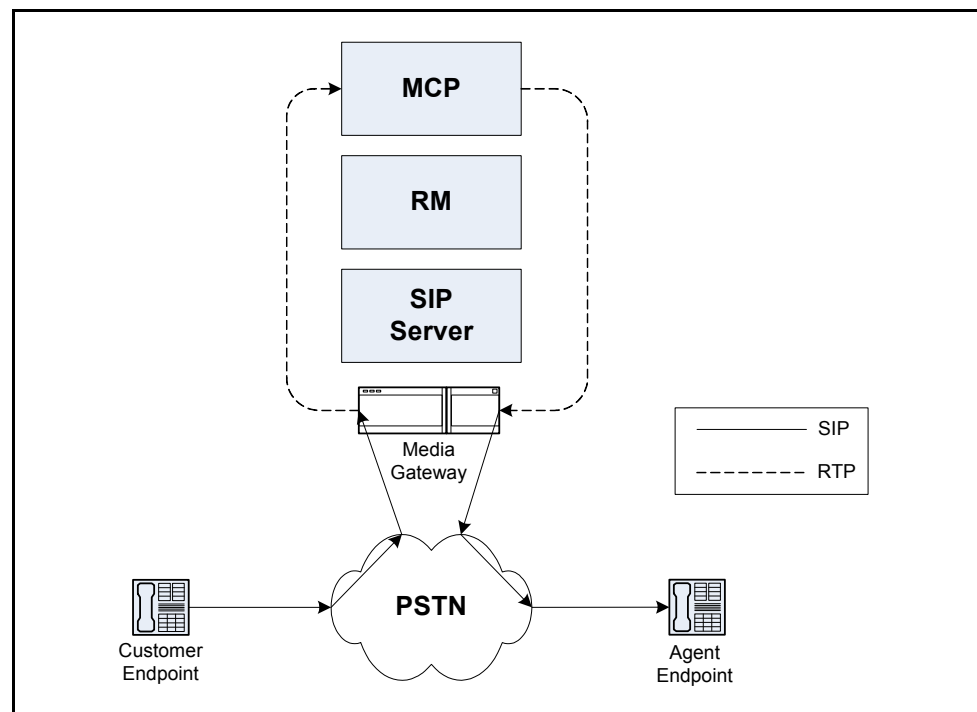 MCP
RM
SIP
Server
Media
Gateway
SIP
RTP
PSTN
Customer
Endpoint
Agent
Endpoint